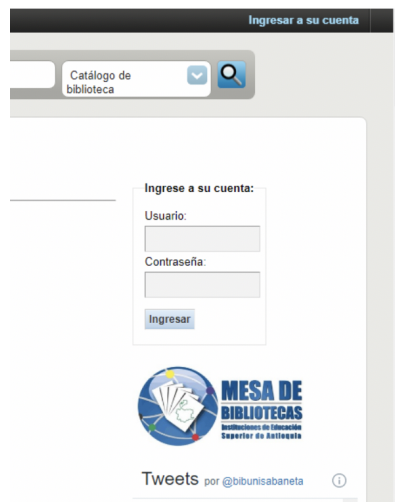 Ingresar a su cuenta
Catálogo de
biblioteca
Ingrese a su cuenta:
Usuario:
Contraseña:
Ingresar
MESA DE
BIBLIOTECAS
Instituciones de Educación
Superior de Antioquia
Tweets por @bibunisabaneta